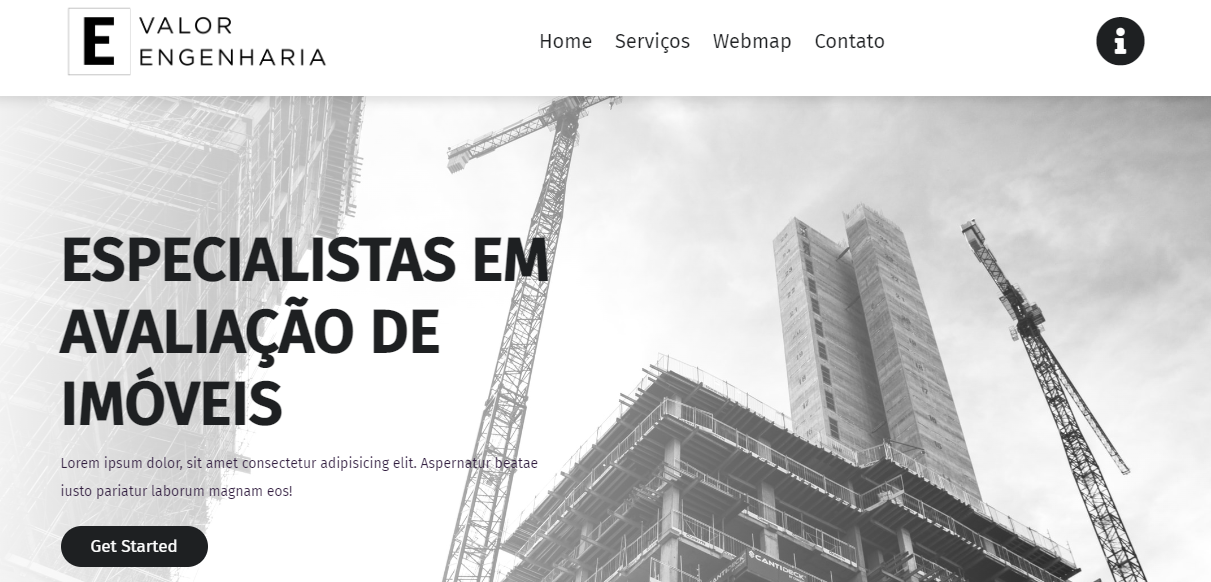 E VALOR
ENGENHARIA
Home Serviços Webmap Contato
ESPECIALISTAS EM
AVALIAÇÃO DE
IMÓVEIS
Lorem ipsum dolor, sit amet consectetur adipisicing elit. Aspernatur beatae
iusto pariatur laborum magnam eos!
Get Started
CANTIDECK